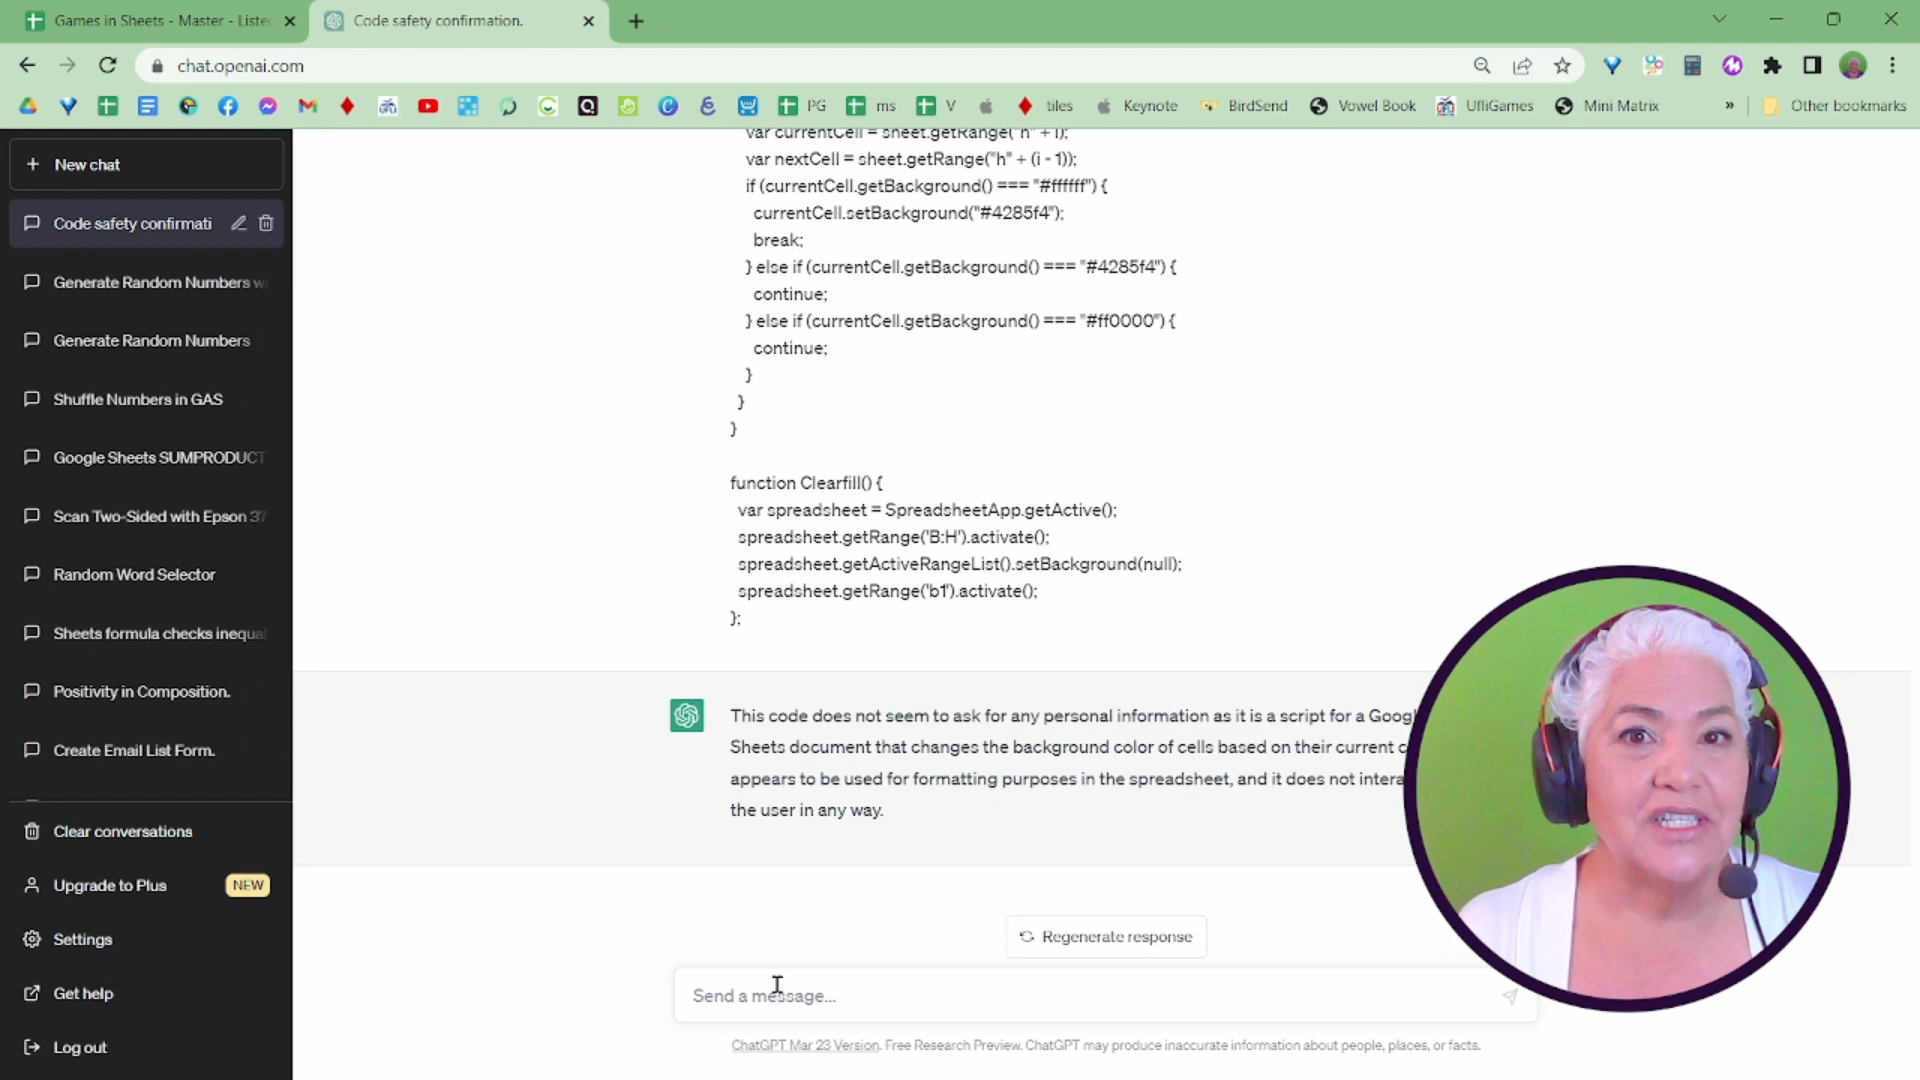 Games in Sheets - Master - Liste
Code safety confirmation.
chat.openai.com
PG
ms
V
tiles
Keynote
BirdSend
Vowel Book
UfliGames
Mini Matrix
»
Other bookmarks
+ New chat
Code safety confirmati
Generate Random Numbers w
Generate Random Numbers
Shuffle Numbers in GAS
Google Sheets SUMPRODUCT
Scan Two-Sided with Epson 37
Random Word Selector
Sheets formula checks inequa
Positivity in Composition.
Create Email List Form.
Clear conversations
Upgrade to Plus NEW
Settings
Get help
Log out
var currentCell = sheet.getRange("h" + i);
var nextCell = sheet.getRange("h" + (i - 1));
if (currentCell.getBackground() === "#ffffff") {
currentCell.setBackground("#4285f4");
break;
} else if (currentCell.getBackground() === "#4285f4") {
continue;
} else if (currentCell.getBackground() === "#ff0000") {
continue;
}
}
}
function Clearfill() {
var spreadsheet = SpreadsheetApp.getActive();
spreadsheet.getRange('B:H').activate();
spreadsheet.getActiveRangeList().setBackground(null);
spreadsheet.getRange('b1').activate();
};
This code does not seem to ask for any personal information as it is a script for a Goog
Sheets document that changes the background color of cells based on their current c
appears to be used for formatting purposes in the spreadsheet, and it does not intera
the user in any way.
Regenerate response
Send a message...
ChatGPT Mar 23 Version. Free Research Preview. ChatGPT may produce inaccurate information about people, places, or facts.